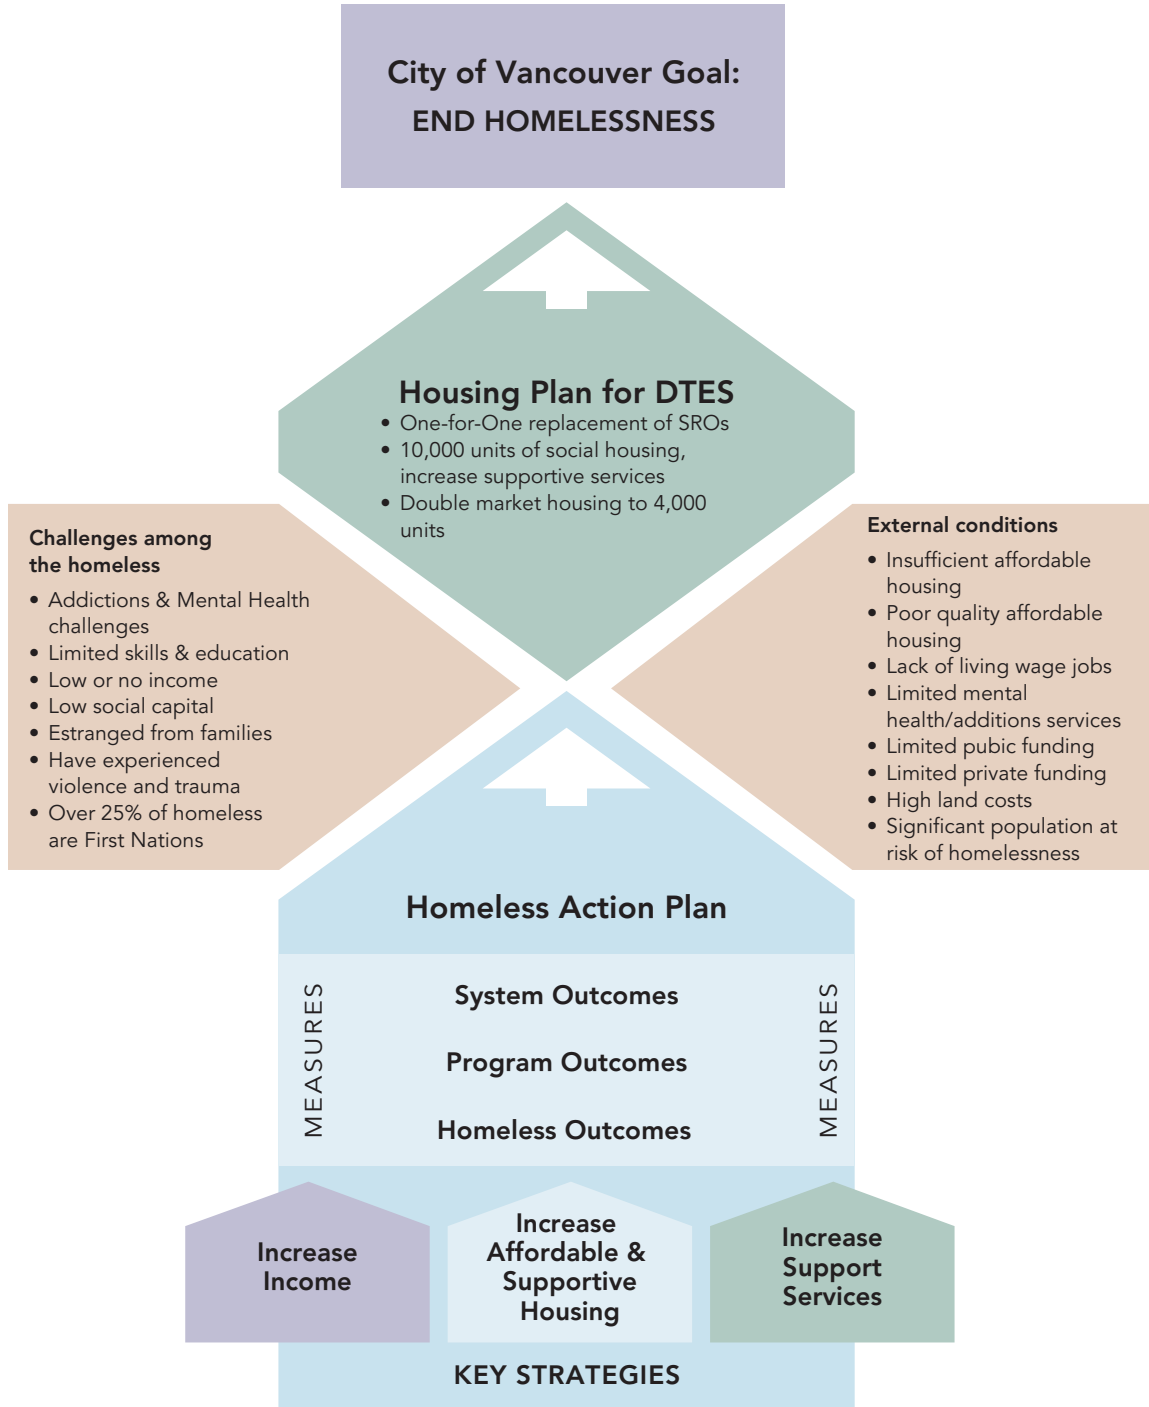 City of Vancouver Goal:
END HOMELESSNESS
Housing Plan for DTES
• One-for-One replacement of SROs
• 10,000 units of social housing,
increase supportive services
• Double market housing to 4,000
units
Challenges among
the homeless
• Addictions & Mental Health
challenges
• Limited skills & education
• Low or no income
• Low social capital
• Estranged from families
• Have experienced
violence and trauma
• Over 25% of homeless
are First Nations
External conditions
• Insufficient affordable
housing
• Poor quality affordable
housing
• Lack of living wage jobs
• Limited mental
health/additions services
• Limited pubic funding
• Limited private funding
• High land costs
• Significant population at
risk of homelessness
Homeless Action Plan
MEASURES
System Outcomes
Program Outcomes
Homeless Outcomes
MEASURES
Increase
Income
Increase
Affordable &
Supportive
Housing
Increase
Support
Services
KEY STRATEGIES